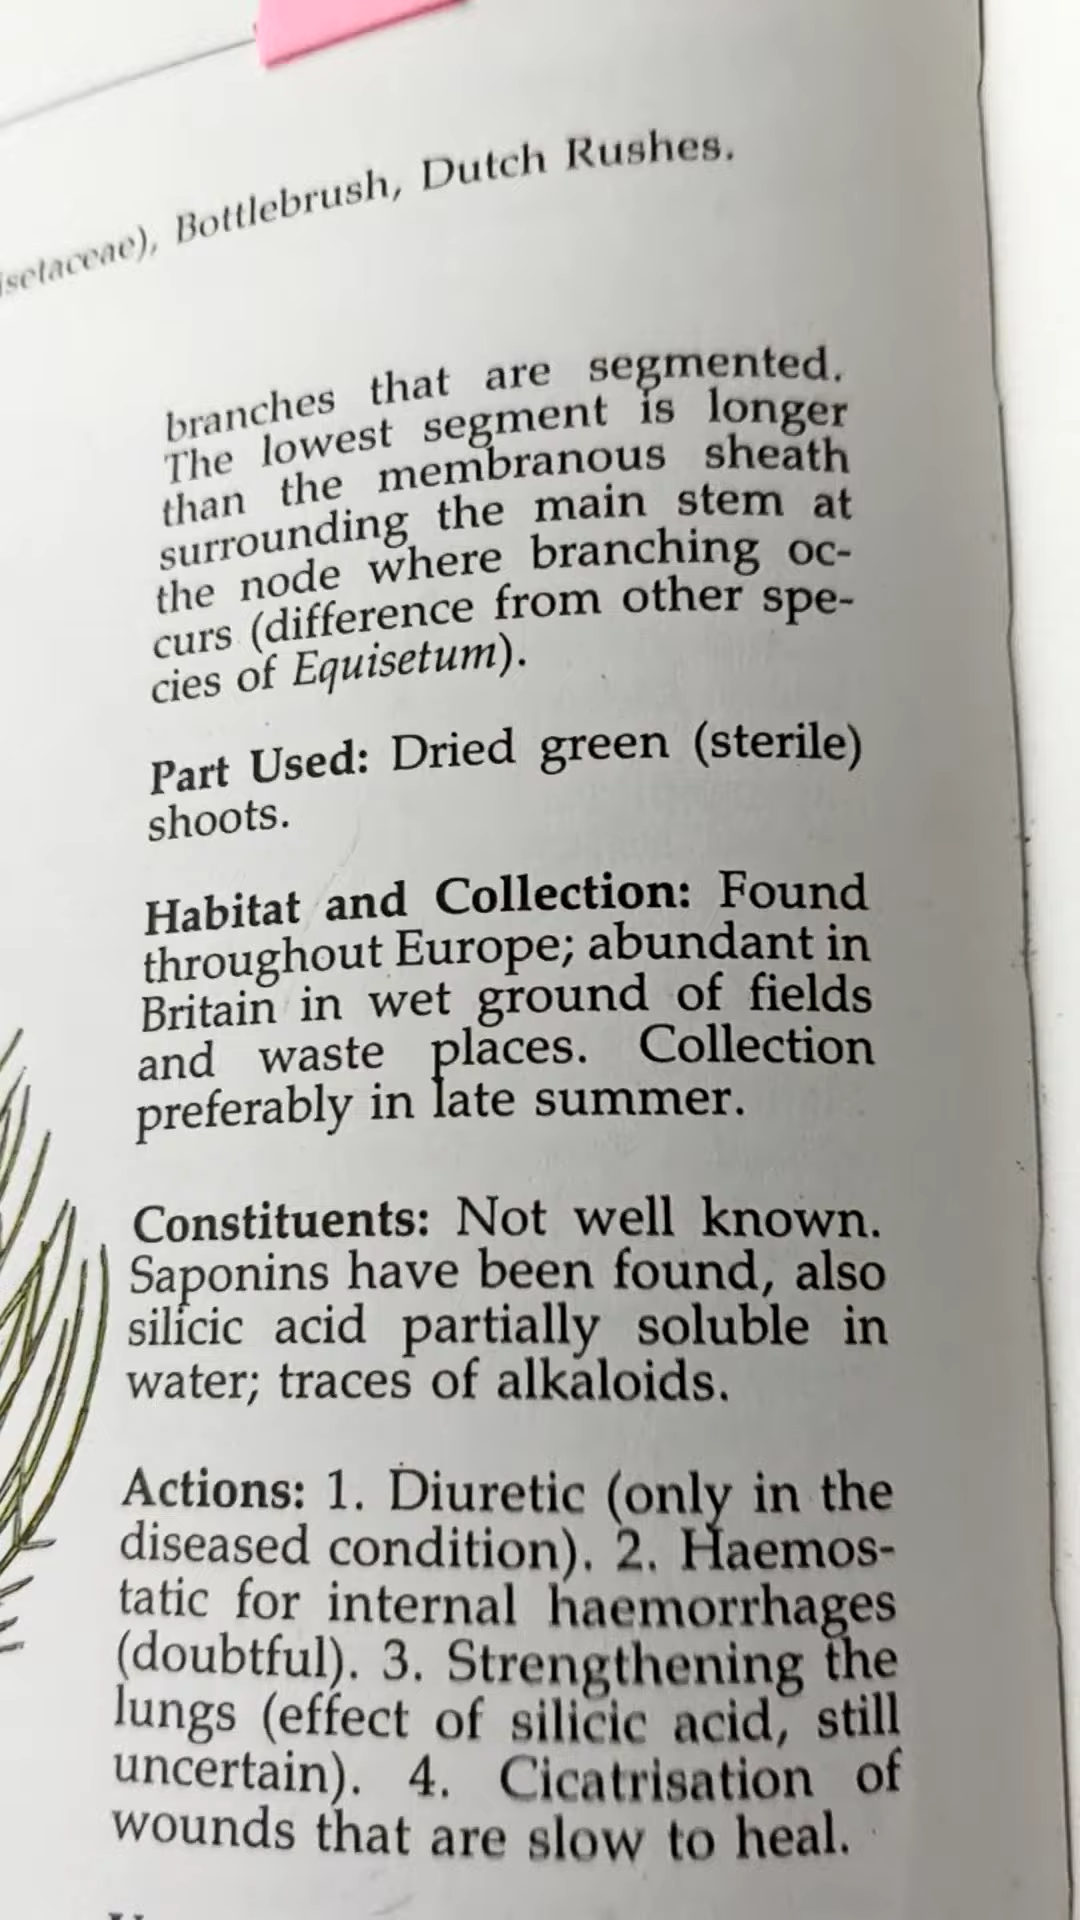 isetaceae), Bottlebrush, Dutch Rushes.
branches that are segmented.
The lowest segment is longer
than the membranous sheath
surrounding the main stem at
the node where branching oc-
curs (difference from other spe-
cies of Equisetum).
Part Used: Dried green (sterile)
shoots.
Habitat and Collection: Found
throughout Europe; abundant in
Britain in wet ground of fields
and waste places. Collection
preferably in late summer.
Constituents: Not well known.
Saponins have been found, also
silicic acid partially soluble in
water; traces of alkaloids.
Actions: 1. Diuretic (only in the
diseased condition). 2. Haemos-
tatic for internal haemorrhages
(doubtful). 3. Strengthening the
lungs (effect of silicic acid, still
uncertain). 4. Cicatrisation of
wounds that are slow to heal.